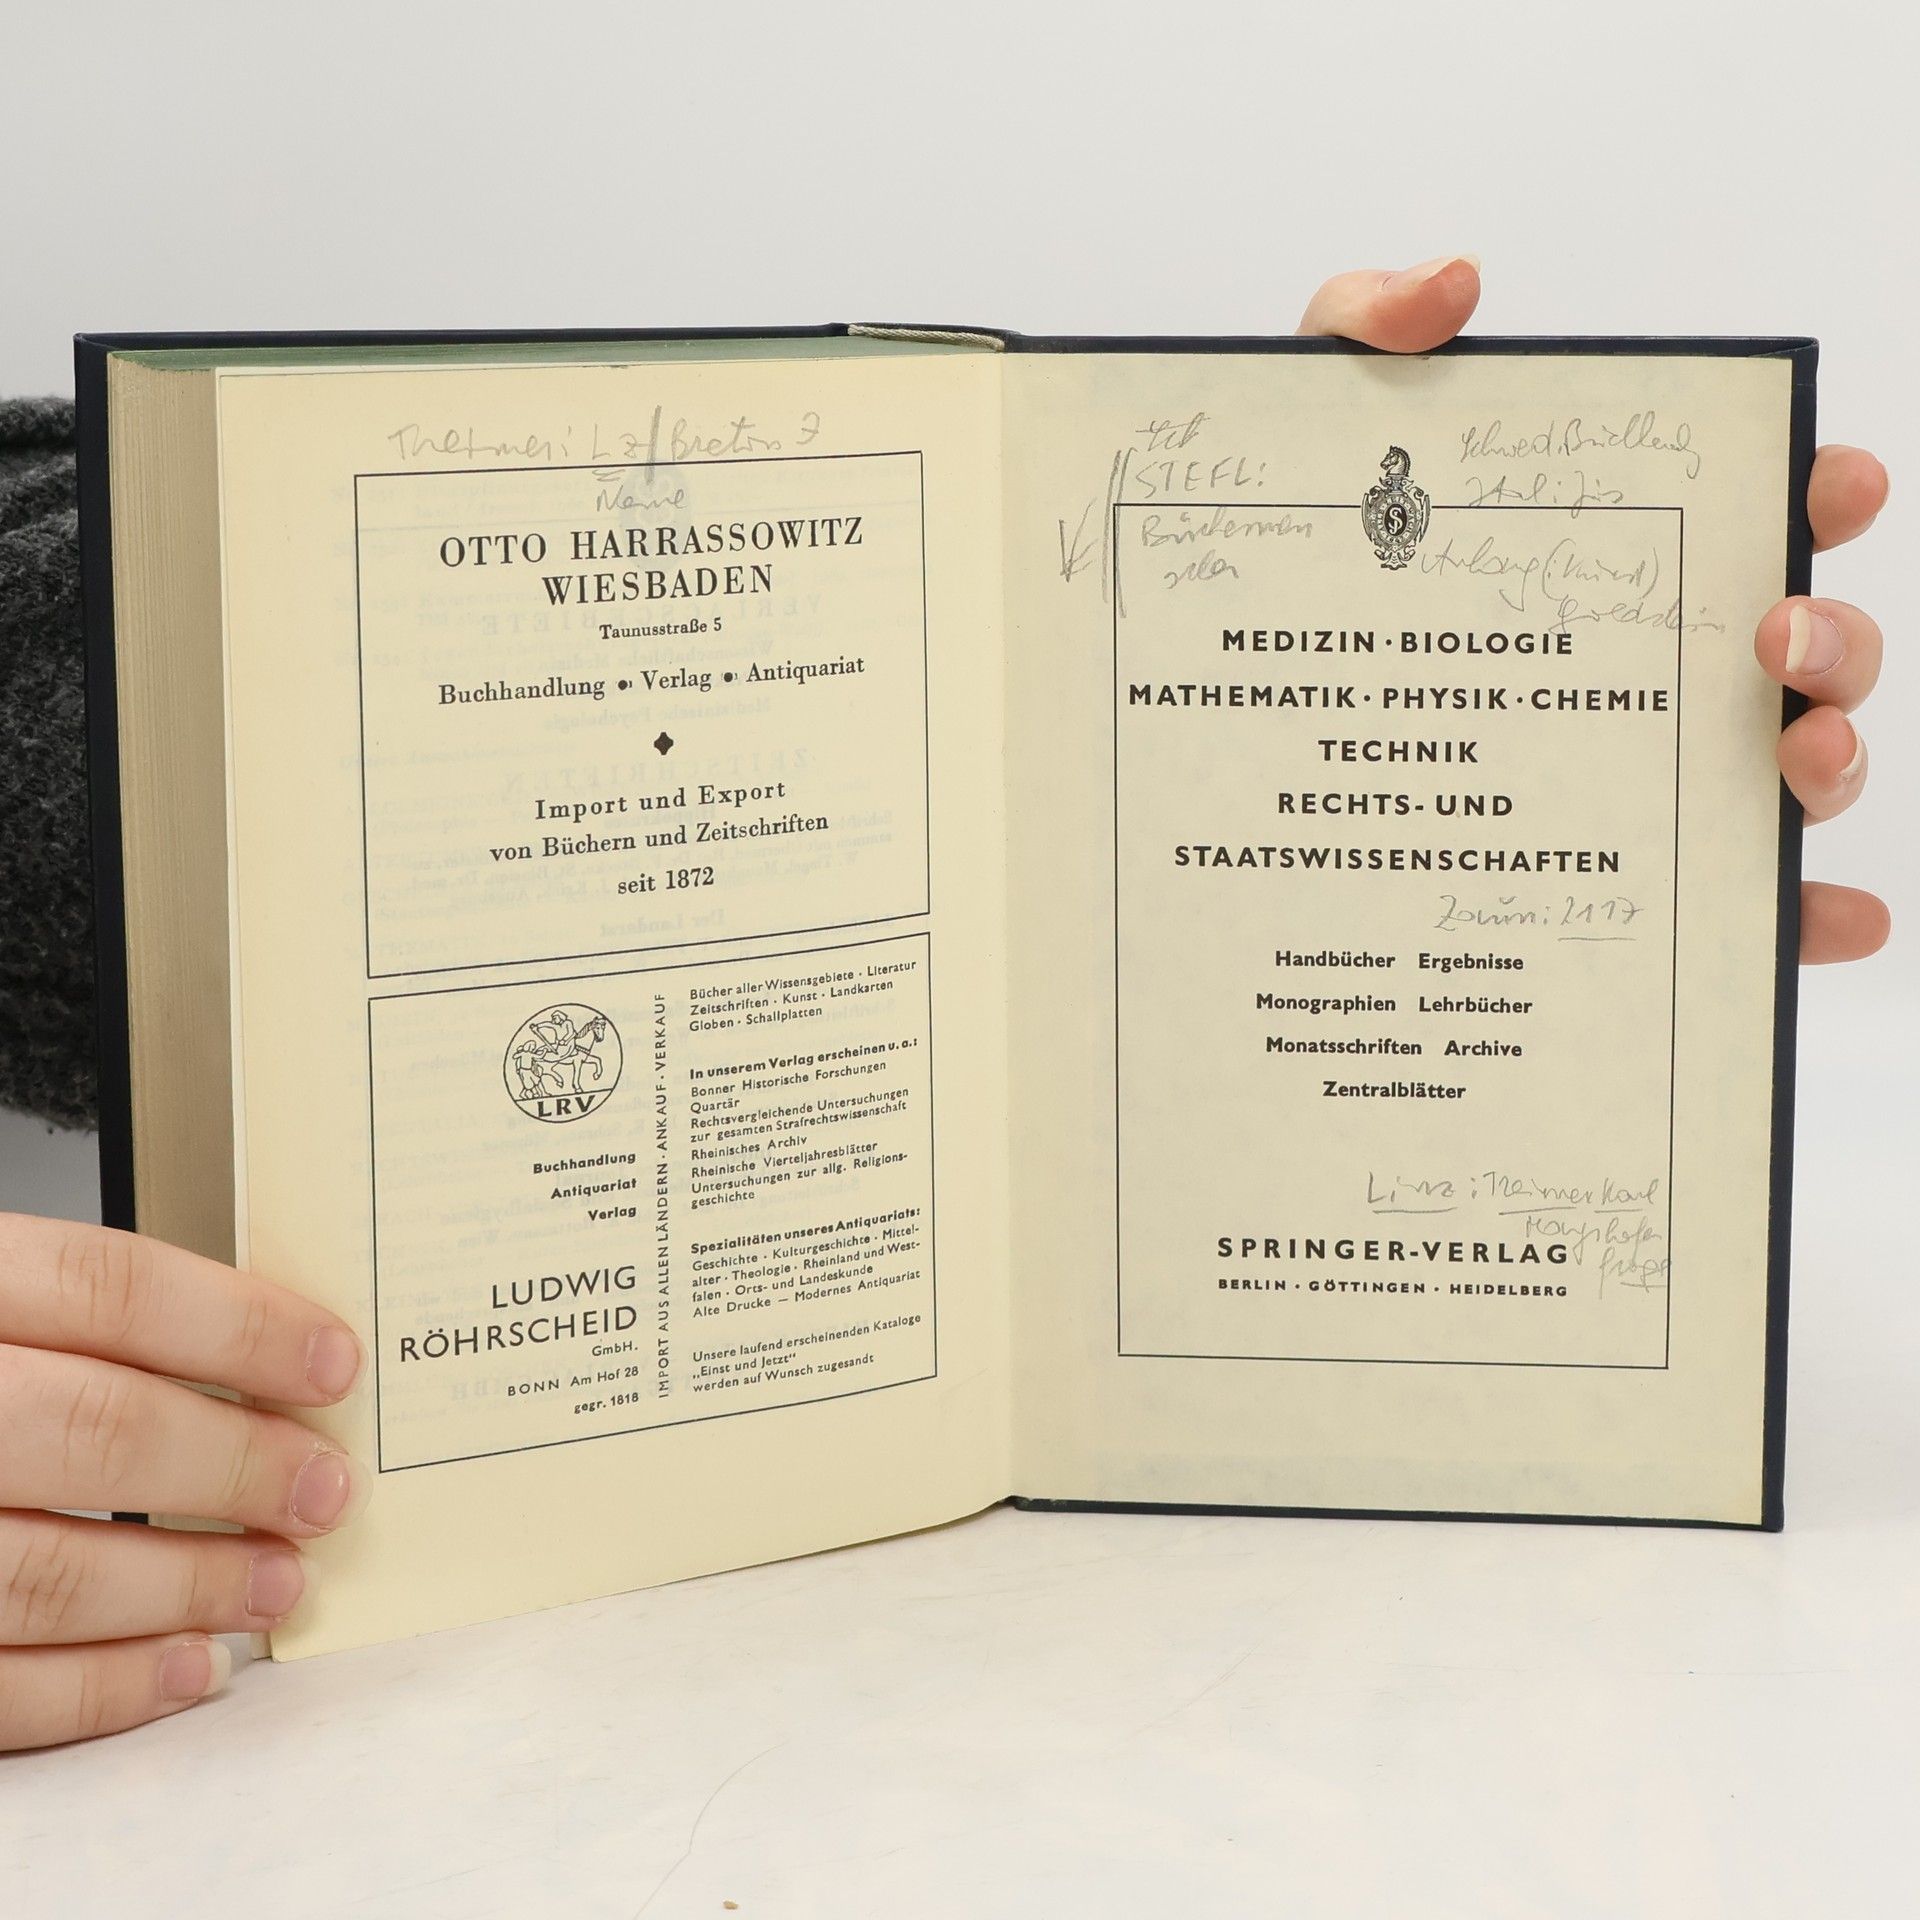 Lz
Name
OTTO HARRASSOWITZ
WIESBADEN
Taunusstraße 5
Buchhandlung • Verlag • Antiquariat
Import und Export
von Büchern und Zeitschriften
seit 1872
LRV
Buchhandlung
Antiquariat
Verlag
LUDWIG
RÖHRSCHEID
GmbH.
BONN Am Hof 28
gegr. 1818
IMPORT AUS ALLEN LÄNDERN · ANKAUF · VERKAUF
Bücher aller Wissensgebiete · Literatur
Zeitschriften · Kunst · Landkarten
Globen · Schallplatten
In unserem Verlag erscheinen u. a.:
Bonner Historische Forschungen
Quartär
Rechtsvergleichende Untersuchungen
zur gesamten Strafrechtswissenschaft
Rheinisches Archiv
Rheinische Vierteljahresblätter
Untersuchungen zur allg. Religions-
geschichte
Spezialitäten unseres Antiquariats:
Geschichte · Kulturgeschichte · Mittel-
alter · Theologie · Rheinland und West-
falen · Orts- und Landeskunde
Alte Drucke — Modernes Antiquariat
Unsere laufend erscheinenden Kataloge
„Einst und Jetzt“
werden auf Wunsch zugesandt
STEFL:
MEDIZIN · BIOLOGIE
MATHEMATIK · PHYSIK · CHEMIE
TECHNIK
RECHTS- UND
STAATSWISSENSCHAFTEN
2117
Handbücher Ergebnisse
Monographien Lehrbücher
Monatsschriften Archive
Zentralblätter
Linz: Karl
SPRINGER-VERLAG
BERLIN · GÖTTINGEN · HEIDELBERG